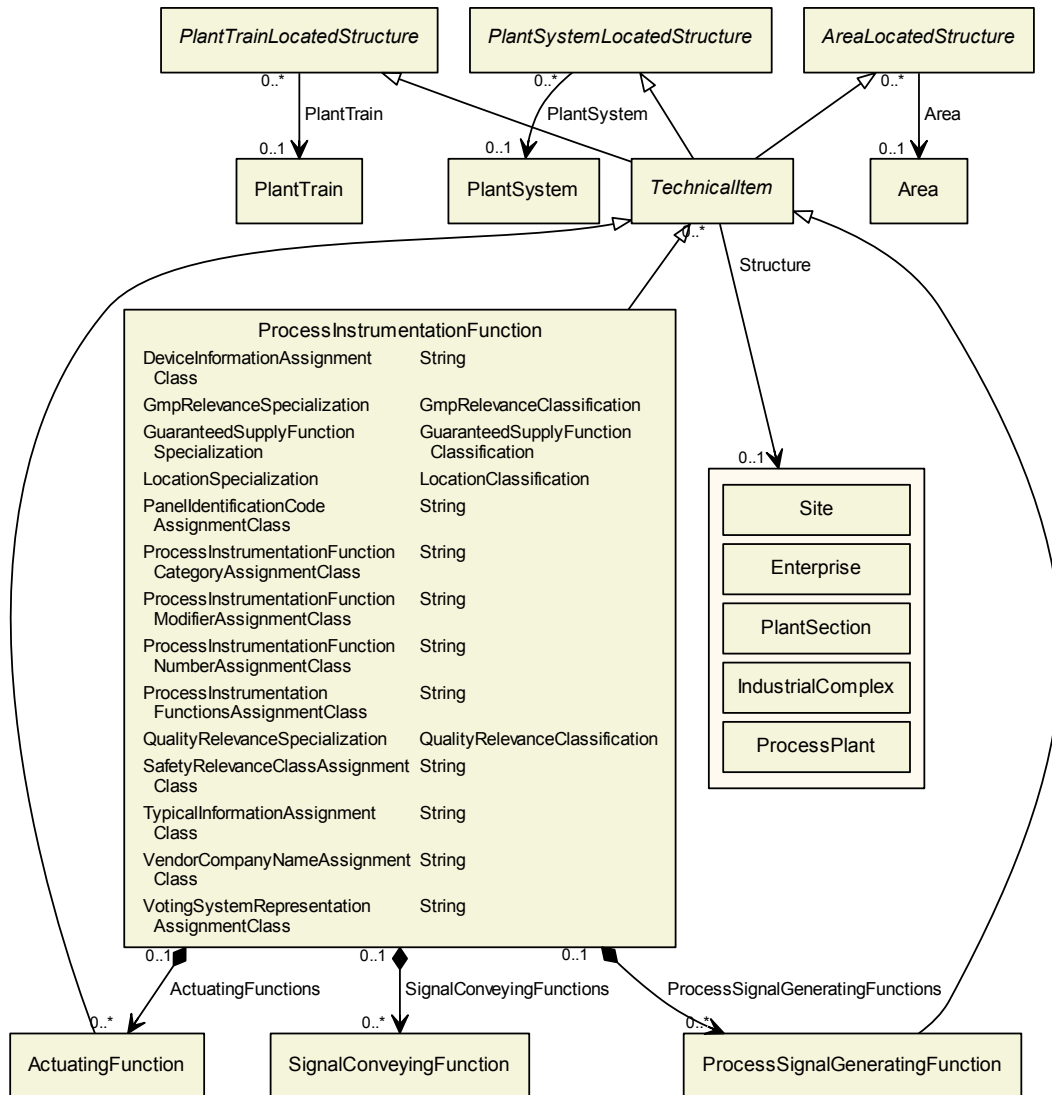 PlantTrainLocatedStructure
PlantSystemLocatedStructure
AreaLocatedStructure
0..*
0..*
0..*
PlantTrain
PlantSystem
Area
0..1
0..1
0..1
PlantTrain
PlantSystem
TechnicalItem
Area
0..*
Structure
ProcessInstrumentationFunction
DeviceInformationAssignment String
Class
GmpRelevanceSpecialization GmpRelevanceClassification
GuaranteedSupplyFunction GuaranteedSupplyFunction
Specialization Classification
LocationSpecialization LocationClassification
PanelIdentificationCode String
AssignmentClass
ProcessInstrumentationFunction String
CategoryAssignmentClass
ProcessInstrumentationFunction String
ModifierAssignmentClass
ProcessInstrumentationFunction String
NumberAssignmentClass
ProcessInstrumentation String
FunctionsAssignmentClass
QualityRelevanceSpecialization QualityRelevanceClassification
SafetyRelevanceClassAssignment String
Class
TypicalInformationAssignment String
Class
VendorCompanyNameAssignment String
Class
VotingSystemRepresentation String
AssignmentClass
0..1
Site
Enterprise
PlantSection
IndustrialComplex
ProcessPlant
0..1
0..1
0..1
ActuatingFunctions
SignalConveyingFunctions
ProcessSignalGeneratingFunctions
0..*
0..*
0..*
ActuatingFunction
SignalConveyingFunction
ProcessSignalGeneratingFunction